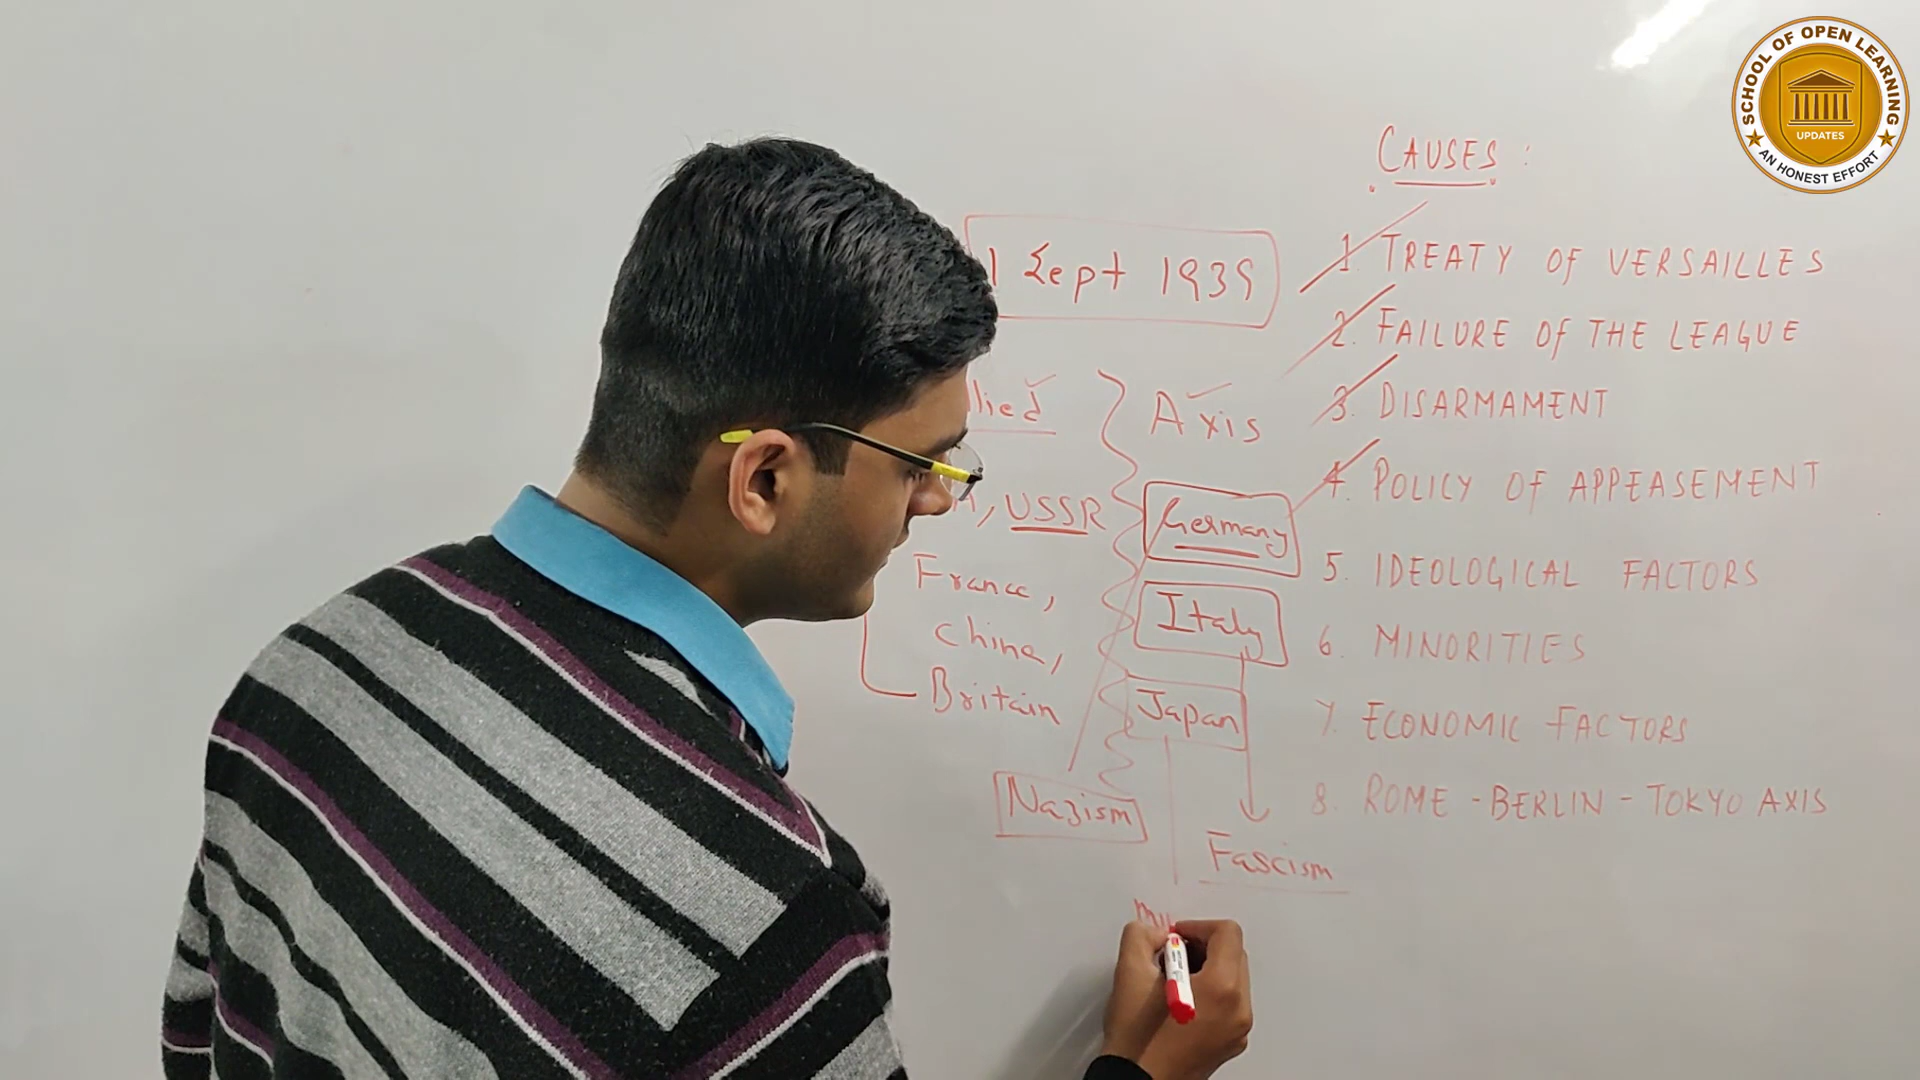 SCHOOL OF OPEN LEARNING
UPDATES
AN HONEST EFFORT
CAUSES :
1 Sept 1939
Axis
USSR
France,
China,
Britain
Germany
Italy
Japan
Nazism
Fascism
1. TREATY OF VERSAILLES
2. FAILURE OF THE LEAGUE
3. DISARMAMENT
4. POLICY OF APPEASEMENT
5. IDEOLOGICAL FACTORS
6. MINORITIES
7. ECONOMIC FACTORS
8. ROME - BERLIN - TOKYO AXIS